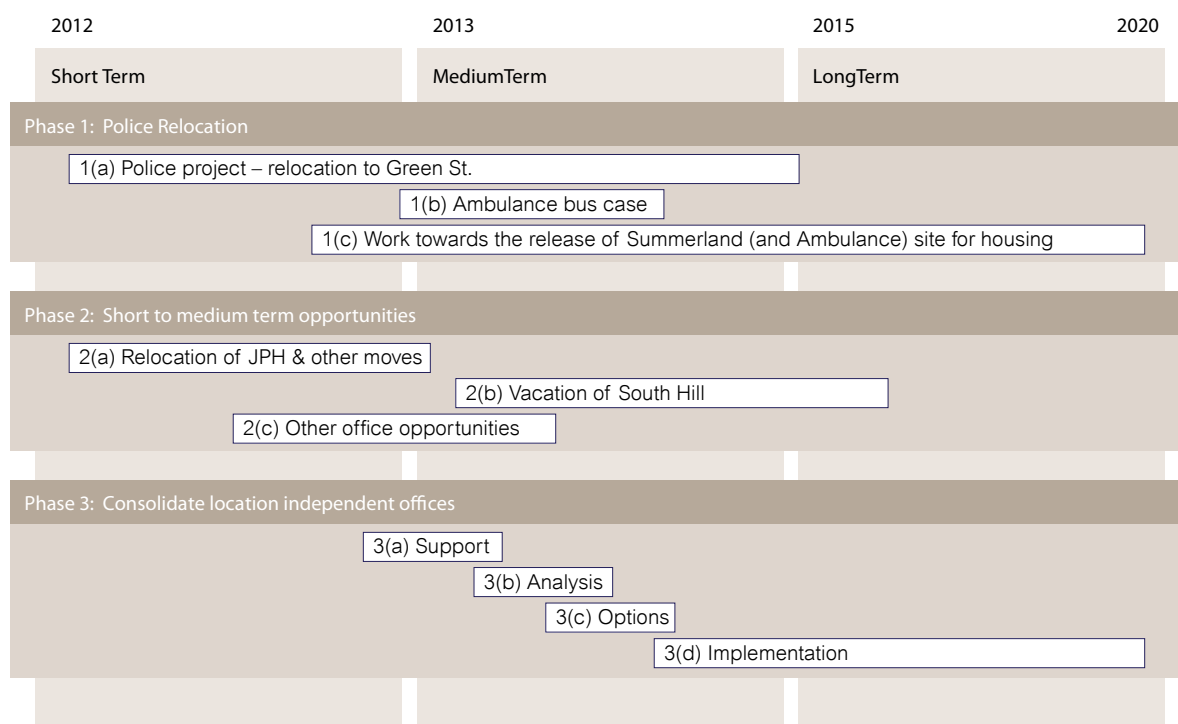 2012 2013 2015 2020
Short Term MediumTerm LongTerm
Phase 1: Police Relocation
1(a) Police project – relocation to Green St.
1(b) Ambulance bus case
1(c) Work towards the release of Summerland (and Ambulance) site for housing
Phase 2: Short to medium term opportunities
2(a) Relocation of JPH & other moves
2(b) Vacation of South Hill
2(c) Other office opportunities
Phase 3: Consolidate location independent offices
3(a) Support
3(b) Analysis
3(c) Options
3(d) Implementation